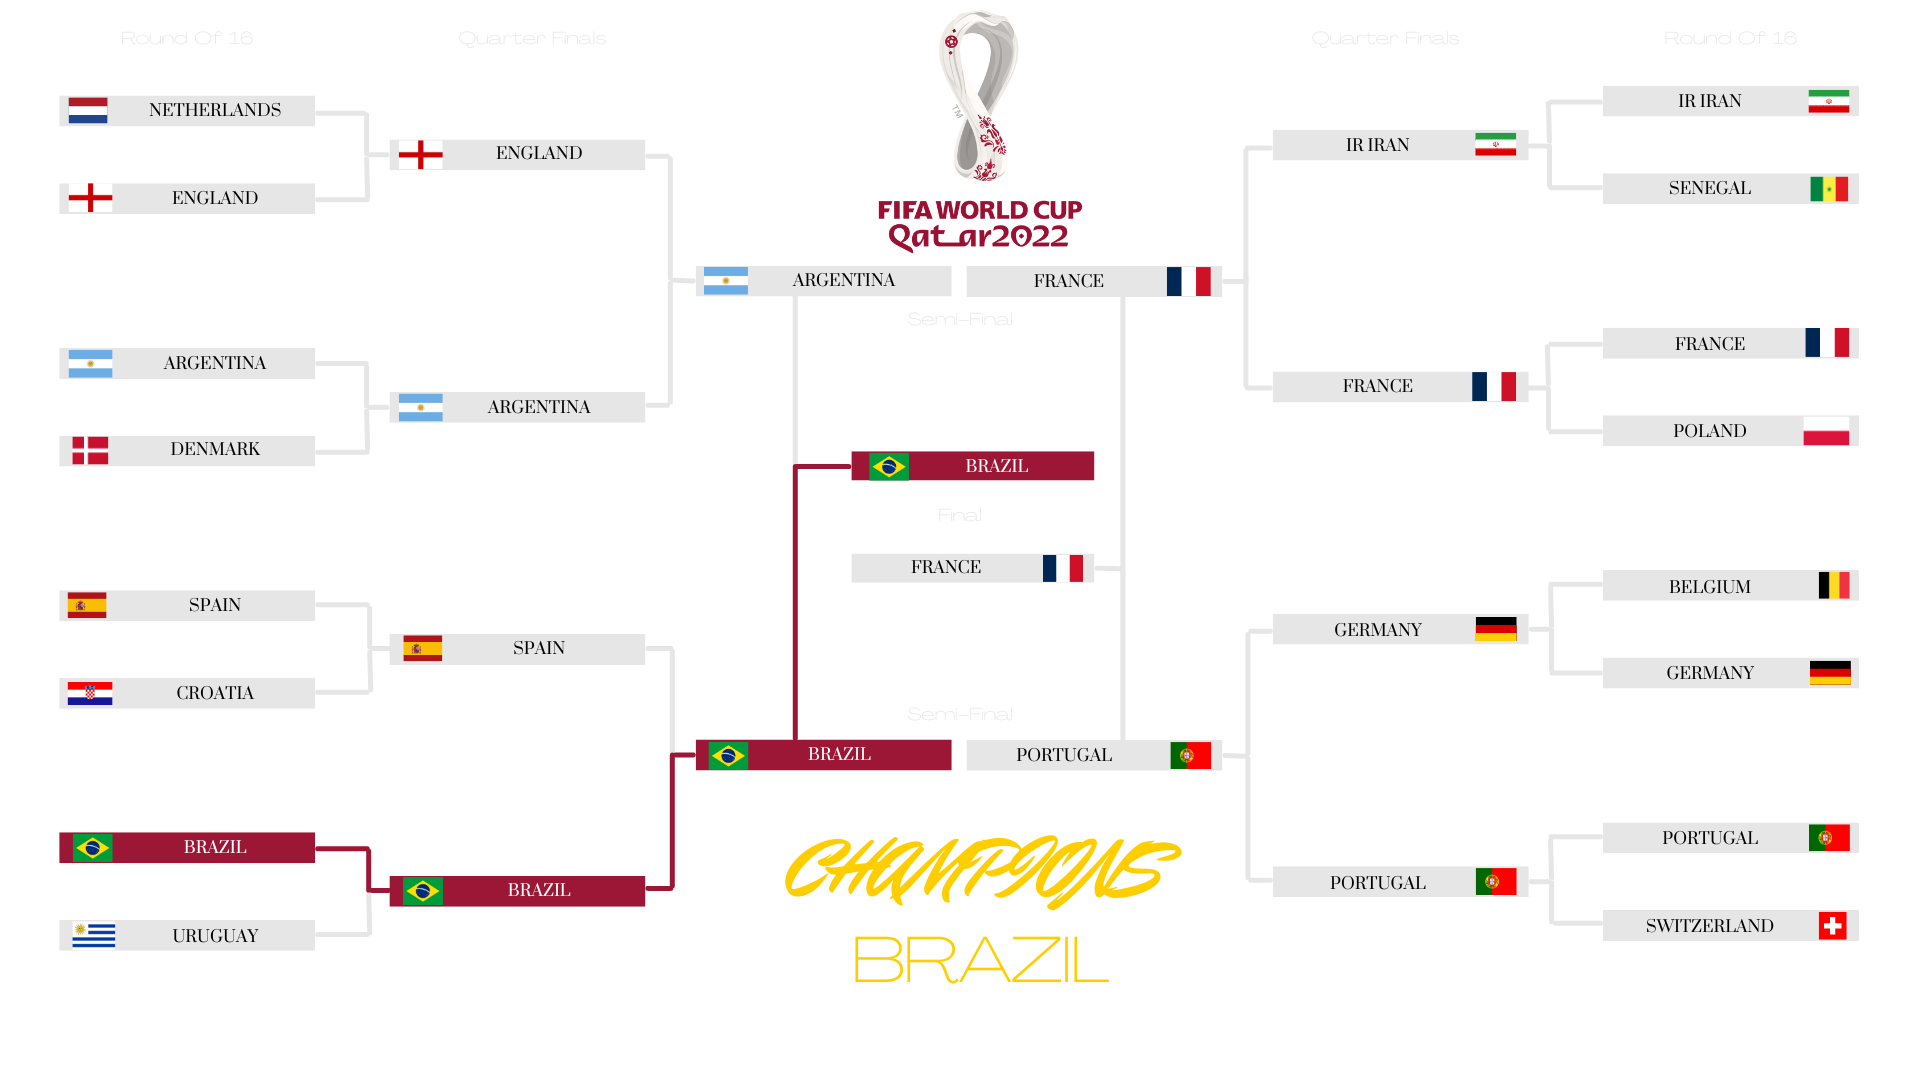 Round Of 16
Quarter Finals
Quarter Finals
Round Of 16
NETHERLANDS
ENGLAND
ARGENTINA
DENMARK
SPAIN
CROATIA
BRAZIL
URUGUAY
ENGLAND
ARGENTINA
SPAIN
BRAZIL
TM
FIFA WORLD CUP
Qatar2022
ARGENTINA
FRANCE
Semi-Final
BRAZIL
Final
FRANCE
Semi-Final
BRAZIL
PORTUGAL
CHAMPIONS
BRAZIL
IR IRAN
FRANCE
GERMANY
PORTUGAL
IR IRAN
SENEGAL
FRANCE
POLAND
BELGIUM
GERMANY
PORTUGAL
SWITZERLAND